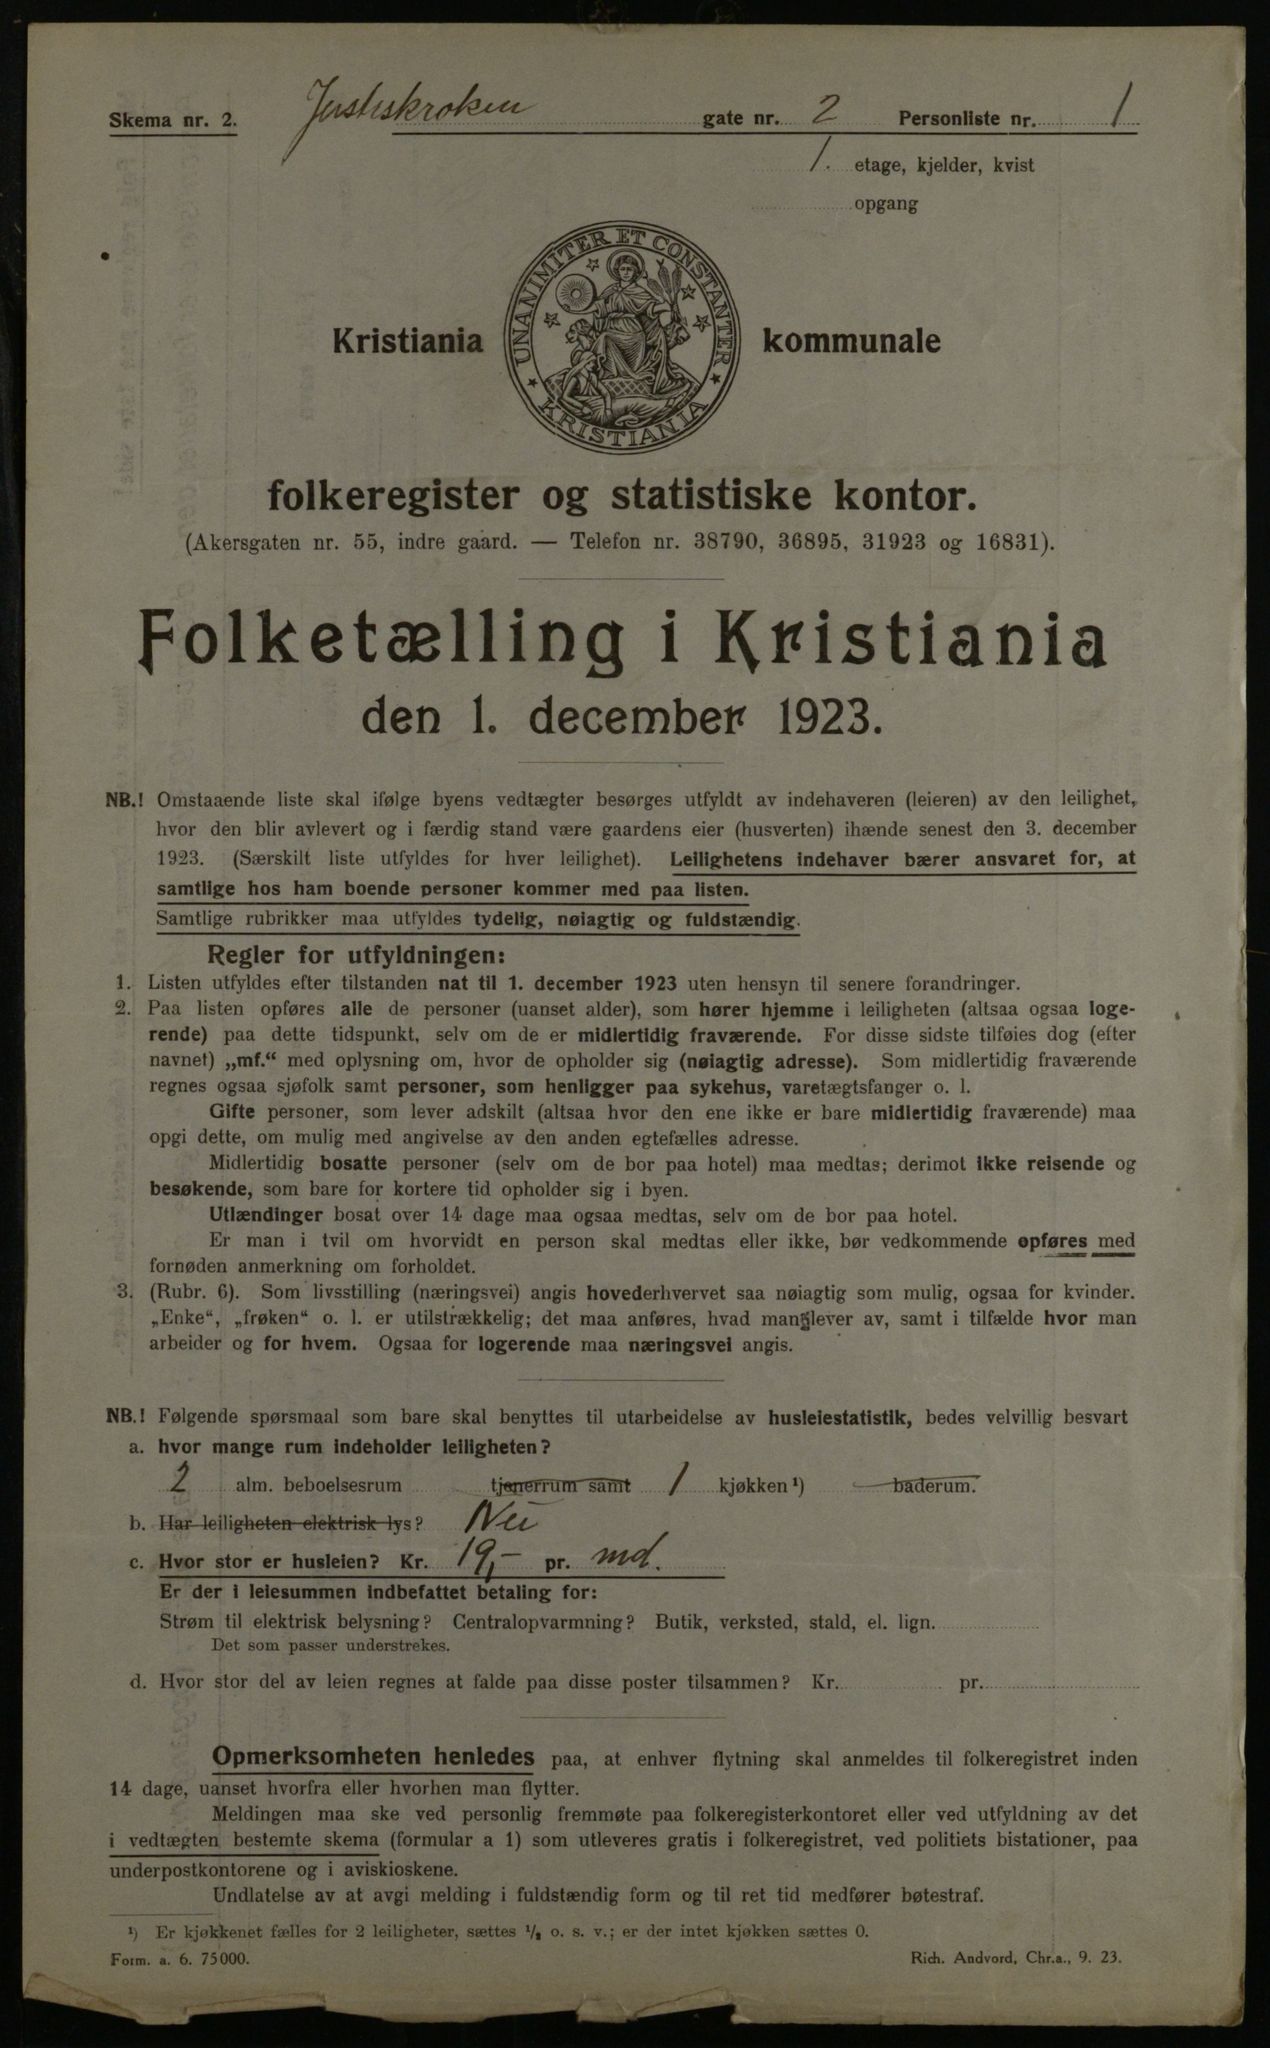 Skema nr. 2. Justiskroken gate nr. 2 Personliste nr. 1
1. etage, kjelder, kvist
opgang
UNANIMITER ET CONSTANTER
KRISTIANIA
Kristiania kommunale
folkeregister og statistiske kontor.
(Akersgaten nr. 55, indre gaard. — Telefon nr. 38790, 36895, 31923 og 16831).
Folketælling i Kristiania
den 1. december 1923.
NB.! Omstaaende liste skal ifølge byens vedtægter besørges utfyldt av indehaveren (leieren) av den leilighet,
hvor den blir avlevert og i færdig stand være gaardens eier (husverten) ihænde senest den 3. december
1923. (Særskilt liste utfyldes for hver leilighet). Leilighetens indehaver bærer ansvaret for, at
samtlige hos ham boende personer kommer med paa listen.
Samtlige rubrikker maa utfyldes tydelig, nøiagtig og fuldstændig.
Regler for utfyldningen:
1. Listen utfyldes efter tilstanden nat til 1. december 1923 uten hensyn til senere forandringer.
2. Paa listen opføres alle de personer (uanset alder), som hører hjemme i leiligheten (altsaa ogsaa loge-
rende) paa dette tidspunkt, selv om de er midlertidig fraværende. For disse sidste tilføies dog (efter
navnet) „mf.“ med oplysning om, hvor de opholder sig (nøiagtig adresse). Som midlertidig fraværende
regnes ogsaa sjøfolk samt personer, som henligger paa sykehus, varetægtsfanger o. l.
Gifte personer, som lever adskilt (altsaa hvor den ene ikke er bare midlertidig fraværende) maa
opgi dette, om mulig med angivelse av den anden egtefælles adresse.
Midlertidig bosatte personer (selv om de bor paa hotel) maa medtas; derimot ikke reisende og
besøkende, som bare for kortere tid opholder sig i byen.
Utlændinger bosat over 14 dage maa ogsaa medtas, selv om de bor paa hotel.
Er man i tvil om hvorvidt en person skal medtas eller ikke, bør vedkommende opføres med
fornøden anmerkning om forholdet.
3. (Rubr. 6). Som livsstilling (næringsvei) angis hovederhvervet saa nøiagtig som mulig, ogsaa for kvinder.
„Enke“, „frøken“ o. l. er utilstrækkelig; det maa anføres, hvad man lever av, samt i tilfælde hvor man
arbeider og for hvem. Ogsaa for logerende maa næringsvei angis.
NB.! Følgende spørsmaal som bare skal benyttes til utarbeidelse av husleiestatistik, bedes velvillig besvart
a. hvor mange rum indeholder leiligheten?
2 alm. beboelsesrum tjenerrum samt 1 kjøkken ¹) baderum.
b. Har leiligheten elektrisk lys? Nei
c. Hvor stor er husleien? Kr. 19,- pr. md.
Er der i leiesummen indbefattet betaling for:
Strøm til elektrisk belysning? Centralopvarmning? Butik, verksted, stald, el. lign.
Det som passer understrekes.
d. Hvor stor del av leien regnes at falde paa disse poster tilsammen? Kr. pr.
Opmerksomheten henledes paa, at enhver flytning skal anmeldes til folkeregistret inden
14 dage, uanset hvorfra eller hvorhen man flytter.
Meldingen maa ske ved personlig fremmøte paa folkeregisterkontoret eller ved utfyldning av det
i vedtægten bestemte skema (formular a 1) som utleveres gratis i folkeregistret, ved politiets bistationer, paa
underpostkontorene og i aviskioskene.
Undlatelse av at avgi melding i fuldstændig form og til ret tid medfører bøtestraf.
¹) Er kjøkkenet fælles for 2 leiligheter, sættes ½ o. s. v.; er der intet kjøkken sættes 0.
Form. a. 6. 75000. Rich. Andvord, Chr.a., 9. 23.